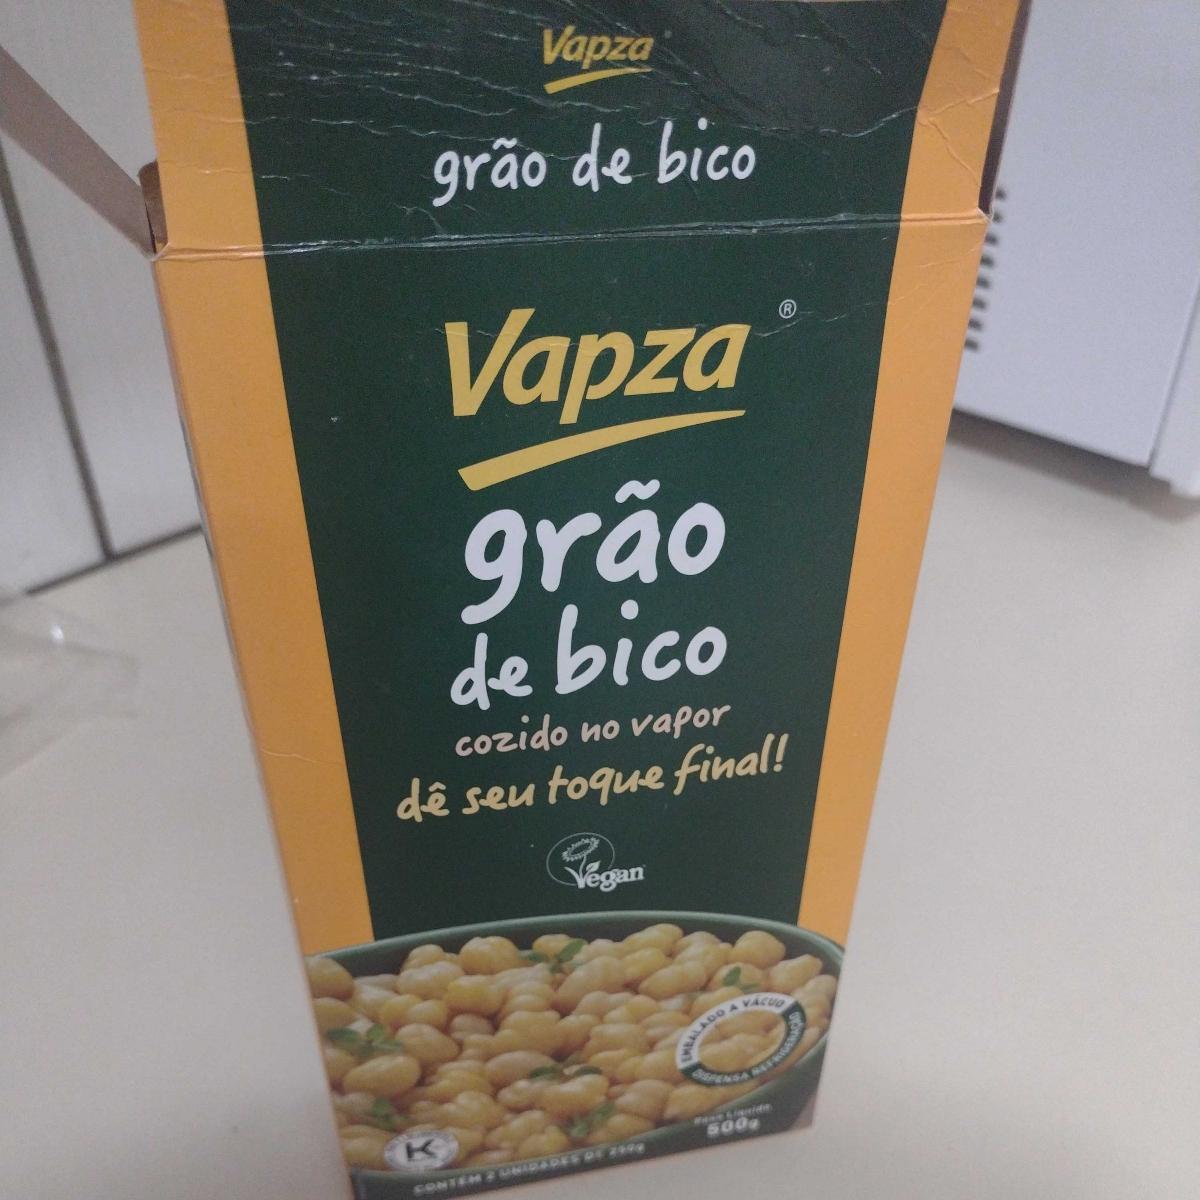 Vapza
grão de bico
Vapza®
grão
de bico
cozido no vapor
dê seu toque final!
Vegan
EMBALADO A VÁCUO
DISPENSA REFRIGERAÇÃO
Peso Líquido
500g
K
CONTÉM 2 UNIDADES DE 250g